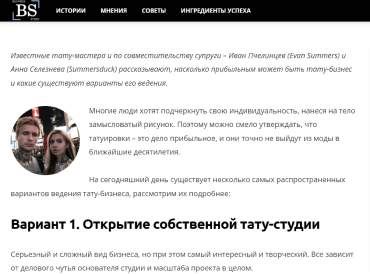 BS
ИСТОРИИ МНЕНИЯ СОВЕТЫ ИНГРЕДИЕНТЫ УСПЕХА
Известные тату-мастера и по совместительству супруги – Иван Пчелинцев (Evan Summers) и
Анна Селезнева (Summersduck) рассказывают, насколько прибыльным может быть тату-бизнес
и какие существуют варианты его ведения.
Многие люди хотят подчеркнуть свою индивидуальность, нанеся на тело
замысловатый рисунок. Поэтому можно смело утверждать, что
татуировки – это дело прибыльное, и они точно не выйдут из моды в
ближайшие десятилетия.
На сегодняшний день существует несколько самых распространенных
вариантов ведения тату-бизнеса, рассмотрим их подробнее:
Вариант 1. Открытие собственной тату-студии
Серьезный и сложный вид бизнеса, но при этом самый интересный и творческий. Все зависит
от делового чутья основателя студии и масштаба проекта в целом.